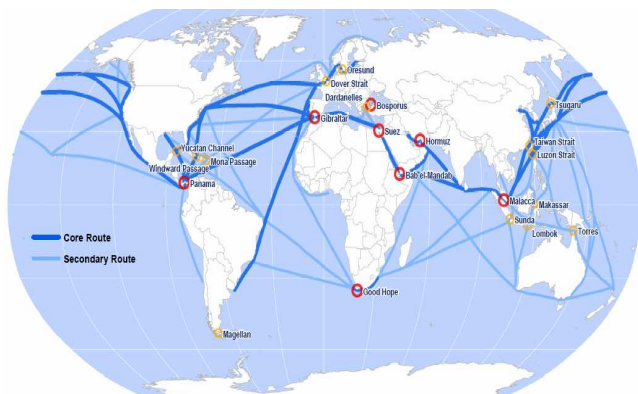 Oresund
Dover Strait
Dardanelles
Bosporus
Tsugaru
Gibraltar
Suez
Hormuz
Taiwan Strait
Luzon Strait
Yucatan Channel
Mona Passage
Windward Passage
Panama
Bab el-Mandab
Malacca
Makassar
Sunda
Lombok
Torres
Core Route
Secondary Route
Good Hope
Magellan